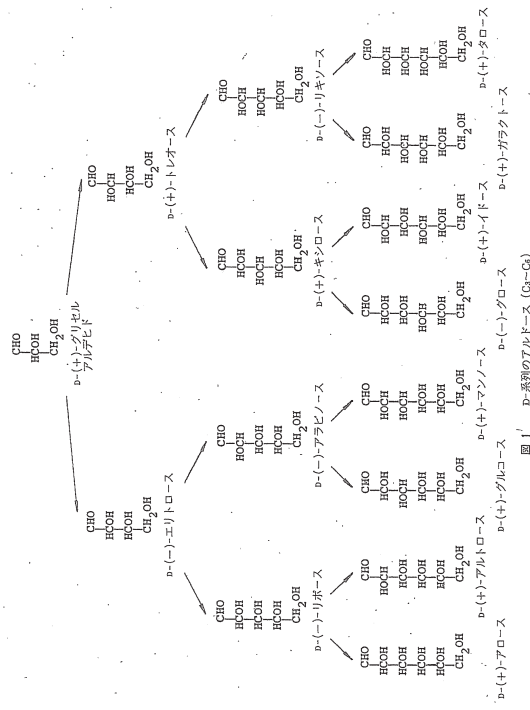 CHO
HCOH
CH₂OH
D-(+)-グリセル
アルデヒド
CHO
HCOH
HCOH
CH₂OH
D-(−)-エリトロース
CHO
HOCH
HCOH
CH₂OH
D-(+)-トレオース
CHO
HCOH
HCOH
HCOH
CH₂OH
D-(−)-リボース
CHO
HOCH
HCOH
HCOH
CH₂OH
D-(−)-アラビノース
CHO
HCOH
HOCH
HCOH
CH₂OH
D-(+)-キシロース
CHO
HOCH
HOCH
HCOH
CH₂OH
D-(−)-リキソース
CHO
HCOH
HCOH
HCOH
HCOH
CH₂OH
D-(+)-アロース
CHO
HOCH
HCOH
HCOH
HCOH
CH₂OH
D-(+)-アルトロース
CHO
HCOH
HOCH
HCOH
HCOH
CH₂OH
D-(+)-グルコース
CHO
HOCH
HOCH
HCOH
HCOH
CH₂OH
D-(+)-マンノース
CHO
HCOH
HCOH
HOCH
HCOH
CH₂OH
D-(−)-グロース
CHO
HOCH
HCOH
HOCH
HCOH
CH₂OH
D-(+)-イドース
CHO
HCOH
HOCH
HOCH
HCOH
CH₂OH
D-(+)-ガラクトース
CHO
HOCH
HOCH
HOCH
HCOH
CH₂OH
D-(+)-タロース
図 1 D-系列のアルドース (C₃~C₆)